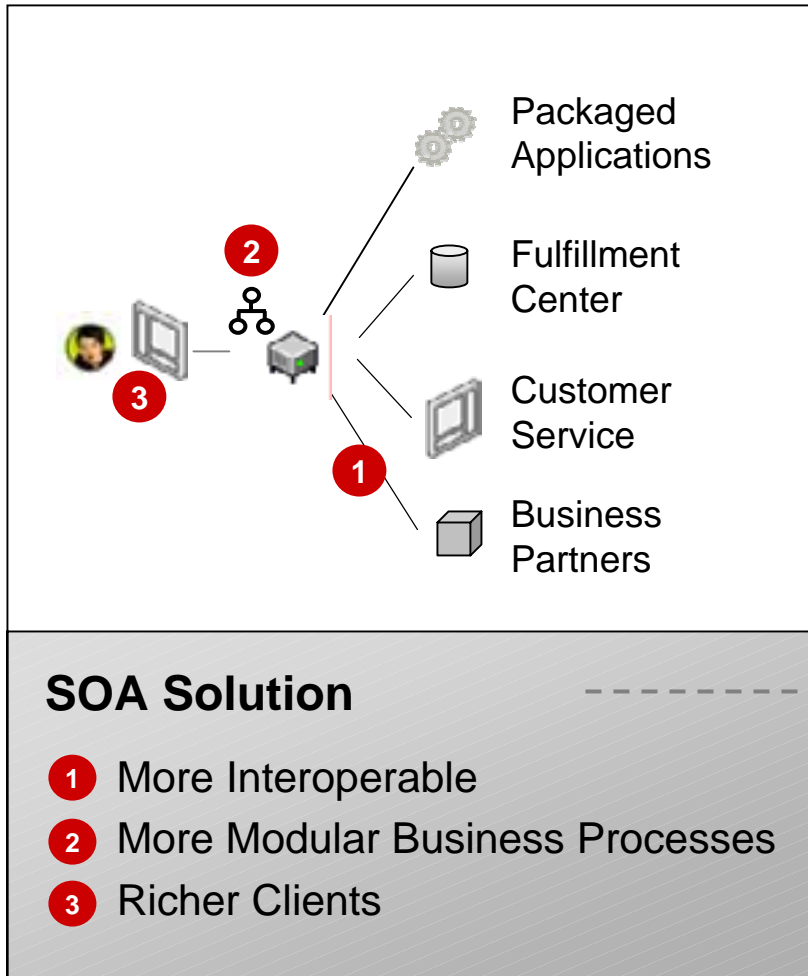 Packaged
Applications
2
Fulfillment
Center
3
Customer
Service
1
Business
Partners
SOA Solution
1 More Interoperable
2 More Modular Business Processes
3 Richer Clients